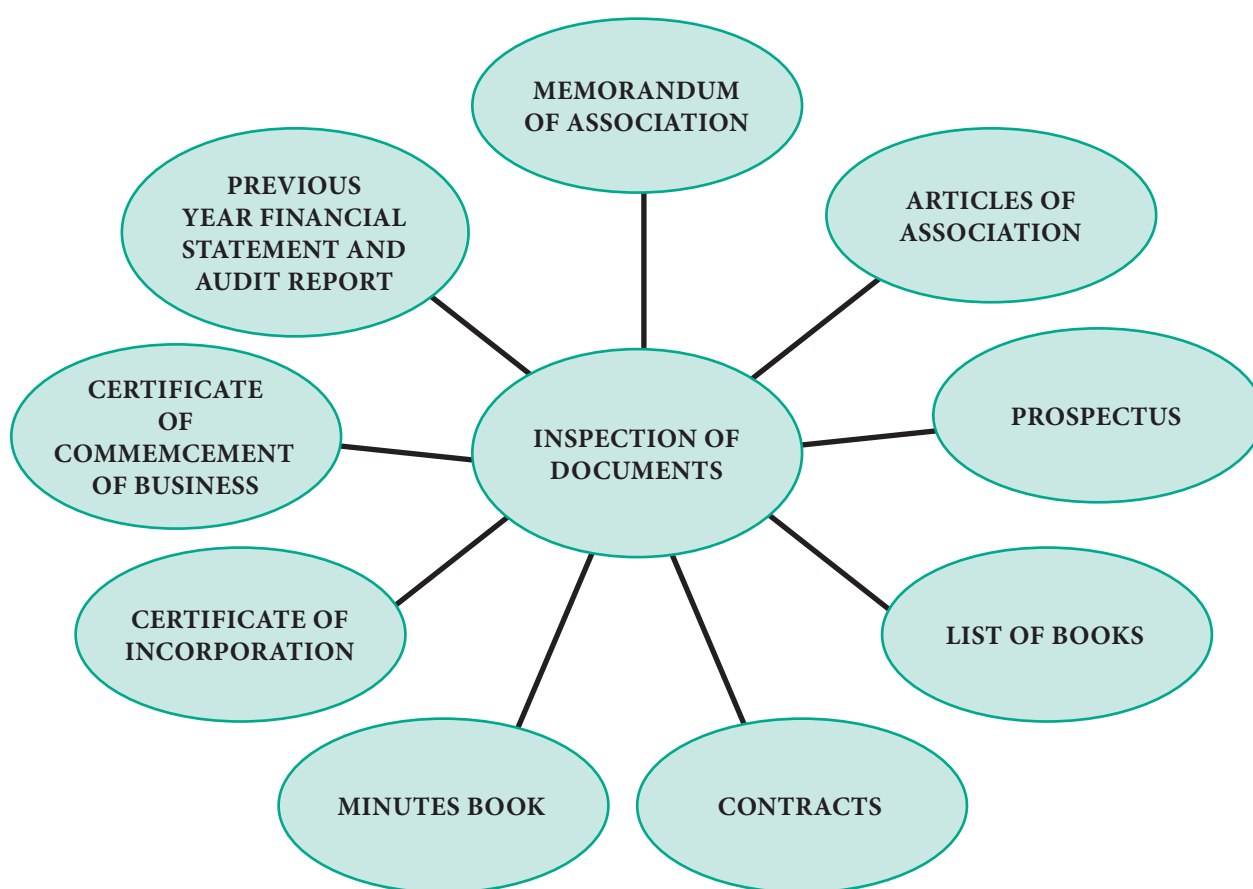 MEMORANDUM
OF ASSOCIATION
ARTICLES OF
ASSOCIATION
PROSPECTUS
LIST OF BOOKS
CONTRACTS
MINUTES BOOK
CERTIFICATE OF
INCORPORATION
CERTIFICATE
OF
COMMEMCEMENT
OF BUSINESS
PREVIOUS
YEAR FINANCIAL
STATEMENT AND
AUDIT REPORT
INSPECTION OF
DOCUMENTS